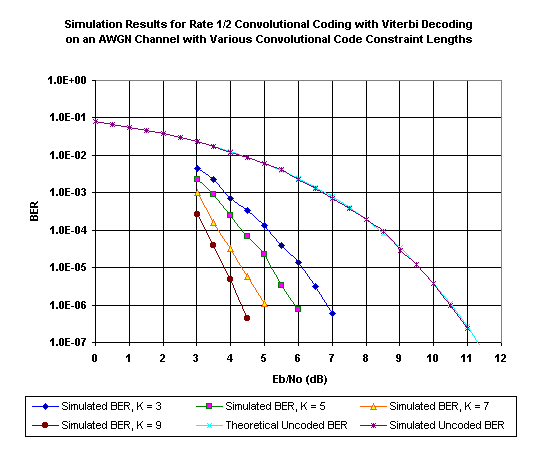 Simulation Results for Rate 1/2 Convolutional Coding with Viterbi Decoding
on an AWGN Channel with Various Convolutional Code Constraint Lengths
1.0E+00
1.0E-01
1.0E-02
1.0E-03
1.0E-04
1.0E-05
1.0E-06
1.0E-07
BER
0 1 2 3 4 5 6 7 8 9 10 11 12
Eb/No (dB)
Simulated BER, K = 3 Simulated BER, K = 5 Simulated BER, K = 7
Simulated BER, K = 9 Theoretical Uncoded BER Simulated Uncoded BER